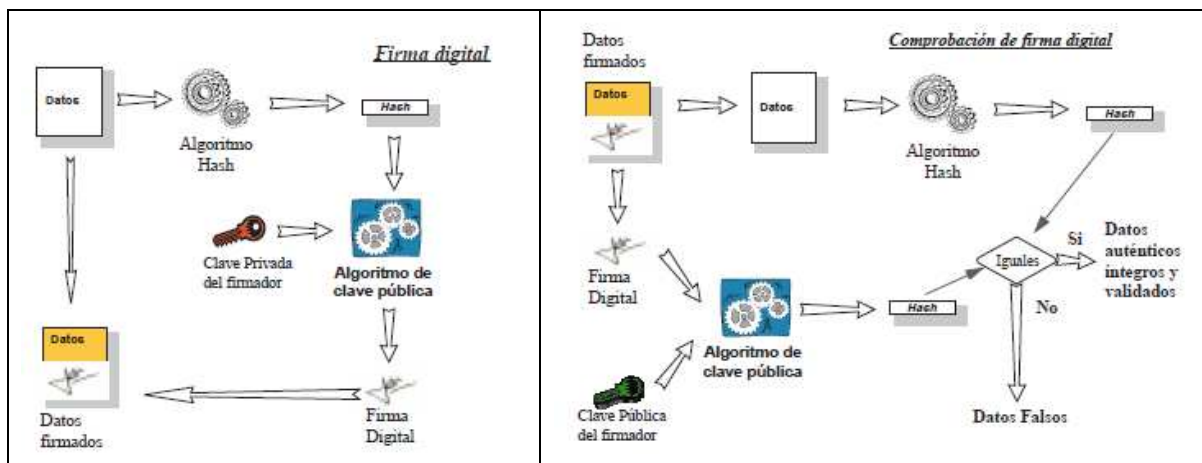 Firma digital
Datos
Hash
Algoritmo
Hash
Clave Privada
del firmador
Algoritmo de
clave pública
Datos
Datos
firmados
Firma
Digital
Comprobación de firma digital
Datos
firmados
Datos
Datos
Hash
Algoritmo
Hash
Firma
Digital
Iguales
Si
Datos
auténticos
íntegros y
validados
No
Hash
Algoritmo de
clave pública
Clave Pública
del firmador
Datos Falsos